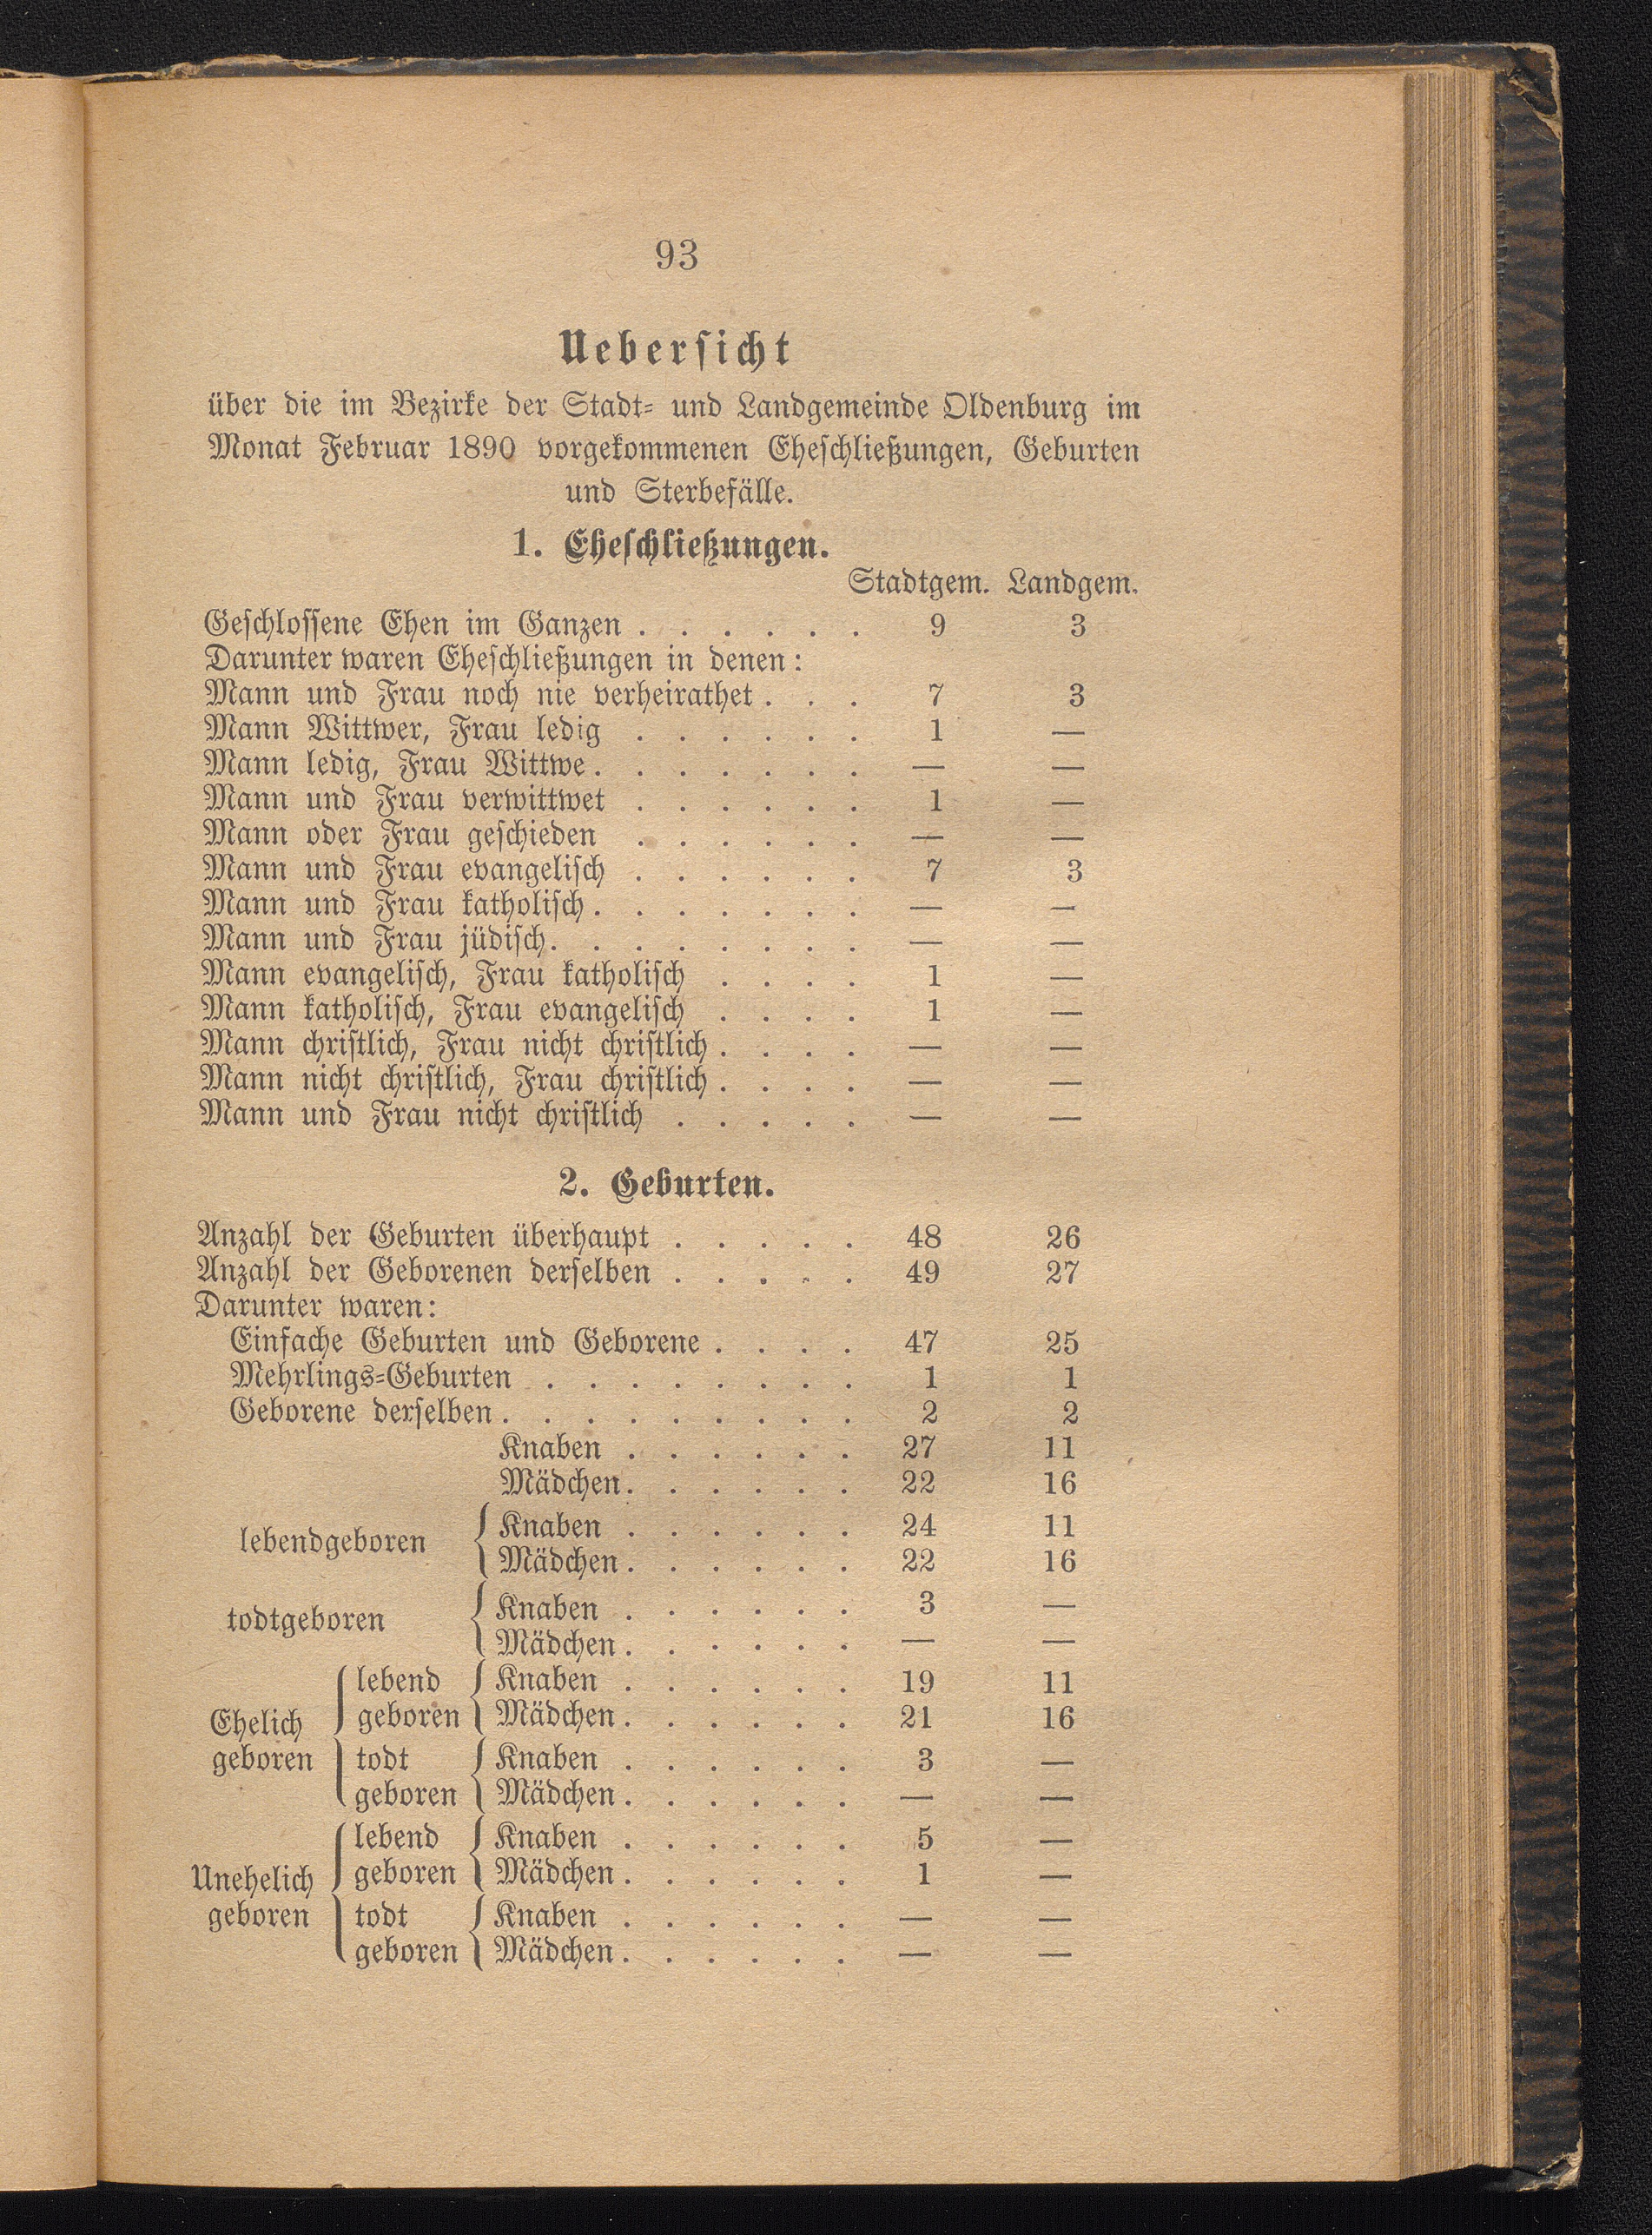 93
Uebersicht
über die im Bezirke der Stadt- und Landgemeinde Oldenburg im
Monat Februar 1890 vorgekommenen Eheschließungen, Geburten
und Sterbefälle.
1. Eheschließungen.
Stadtgem. Landgem.
Geschlossene Ehen im Ganzen . . . . . . 9 3
Darunter waren Eheschließungen in denen:
Mann und Frau noch nie verheirathet . . . 7 3
Mann Wittwer, Frau ledig . . . . . . 1 —
Mann ledig, Frau Wittwe . . . . . . . — —
Mann und Frau verwittwet . . . . . . 1 —
Mann oder Frau geschieden . . . . . . — —
Mann und Frau evangelisch . . . . . . 7 3
Mann und Frau katholisch . . . . . . . — —
Mann und Frau jüdisch . . . . . . . . — —
Mann evangelisch, Frau katholisch . . . . 1 —
Mann katholisch, Frau evangelisch . . . . 1 —
Mann christlich, Frau nicht christlich . . . . — —
Mann nicht christlich, Frau christlich . . . . — —
Mann und Frau nicht christlich . . . . . — —
2. Geburten.
Anzahl der Geburten überhaupt . . . . . 48 26
Anzahl der Geborenen derselben . . . . . 49 27
Darunter waren:
Einfache Geburten und Geborene . . . . 47 25
Mehrlings-Geburten . . . . . . . . 1 1
Geborene derselben . . . . . . . . . 2 2
Knaben . . . . . . 27 11
Mädchen . . . . . . 22 16
lebendgeboren { Knaben . . . . . . 24 11
Mädchen . . . . . . 22 16
todtgeboren { Knaben . . . . . . 3 —
Mädchen . . . . . . — —
lebend { Knaben . . . . . . 19 11
Ehelich { geboren Mädchen . . . . . . 21 16
geboren todt { Knaben . . . . . . 3 —
geboren Mädchen . . . . . . — —
lebend { Knaben . . . . . . 5 —
Unehelich { geboren Mädchen . . . . . . 1 —
geboren todt { Knaben . . . . . . — —
geboren Mädchen . . . . . . — —